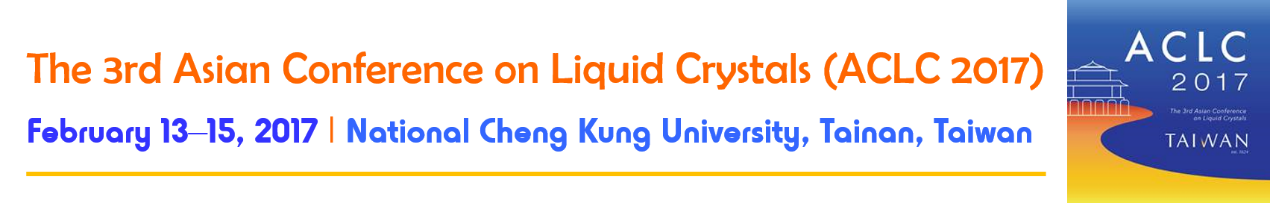 The 3rd Asian Conference on Liquid Crystals (ACLC 2017)
February 13–15, 2017 | National Cheng Kung University, Tainan, Taiwan
ACLC
2017
The 3rd Asian Conference
on Liquid Crystals
TAIWAN